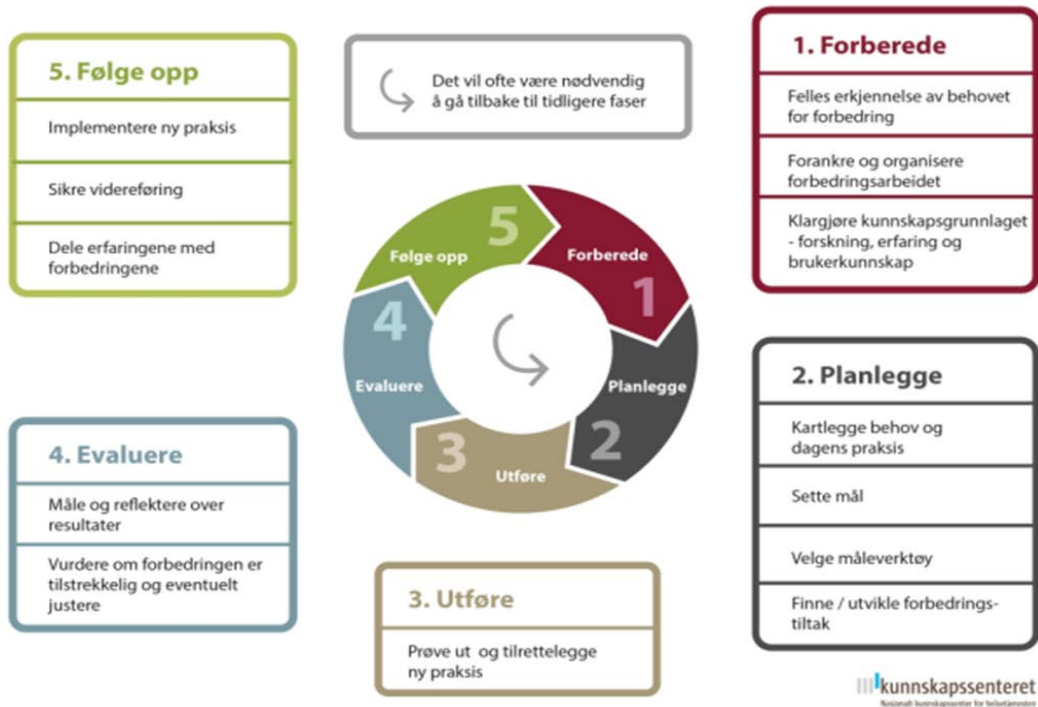 5. Følge opp
Implementere ny praksis
Sikre videreføring
Dele erfaringene med
forbedringene
Det vil ofte være nødvendig
å gå tilbake til tidligere faser
1. Forberede
Felles erkjennelse av behovet
for forbedring
Forankre og organisere
forbedringsarbeidet
Klargjøre kunnskapsgrunnlaget
- forskning, erfaring og
brukerkunnskap
5
Følge opp
Forberede
1
4
Evaluere
Planlegge
2
3
Utføre
2. Planlegge
Kartlegge behov og
dagens praksis
Sette mål
Velge måleverktøy
Finne / utvikle forbedrings-
tiltak
4. Evaluere
Måle og reflektere over
resultater
Vurdere om forbedringen er
tilstrekkelig og eventuelt
justere
3. Utføre
Prøve ut og tilrettelegge
ny praksis
kunnskapssenteret
Nasjonalt kunnskapssenter for helsetjenesten